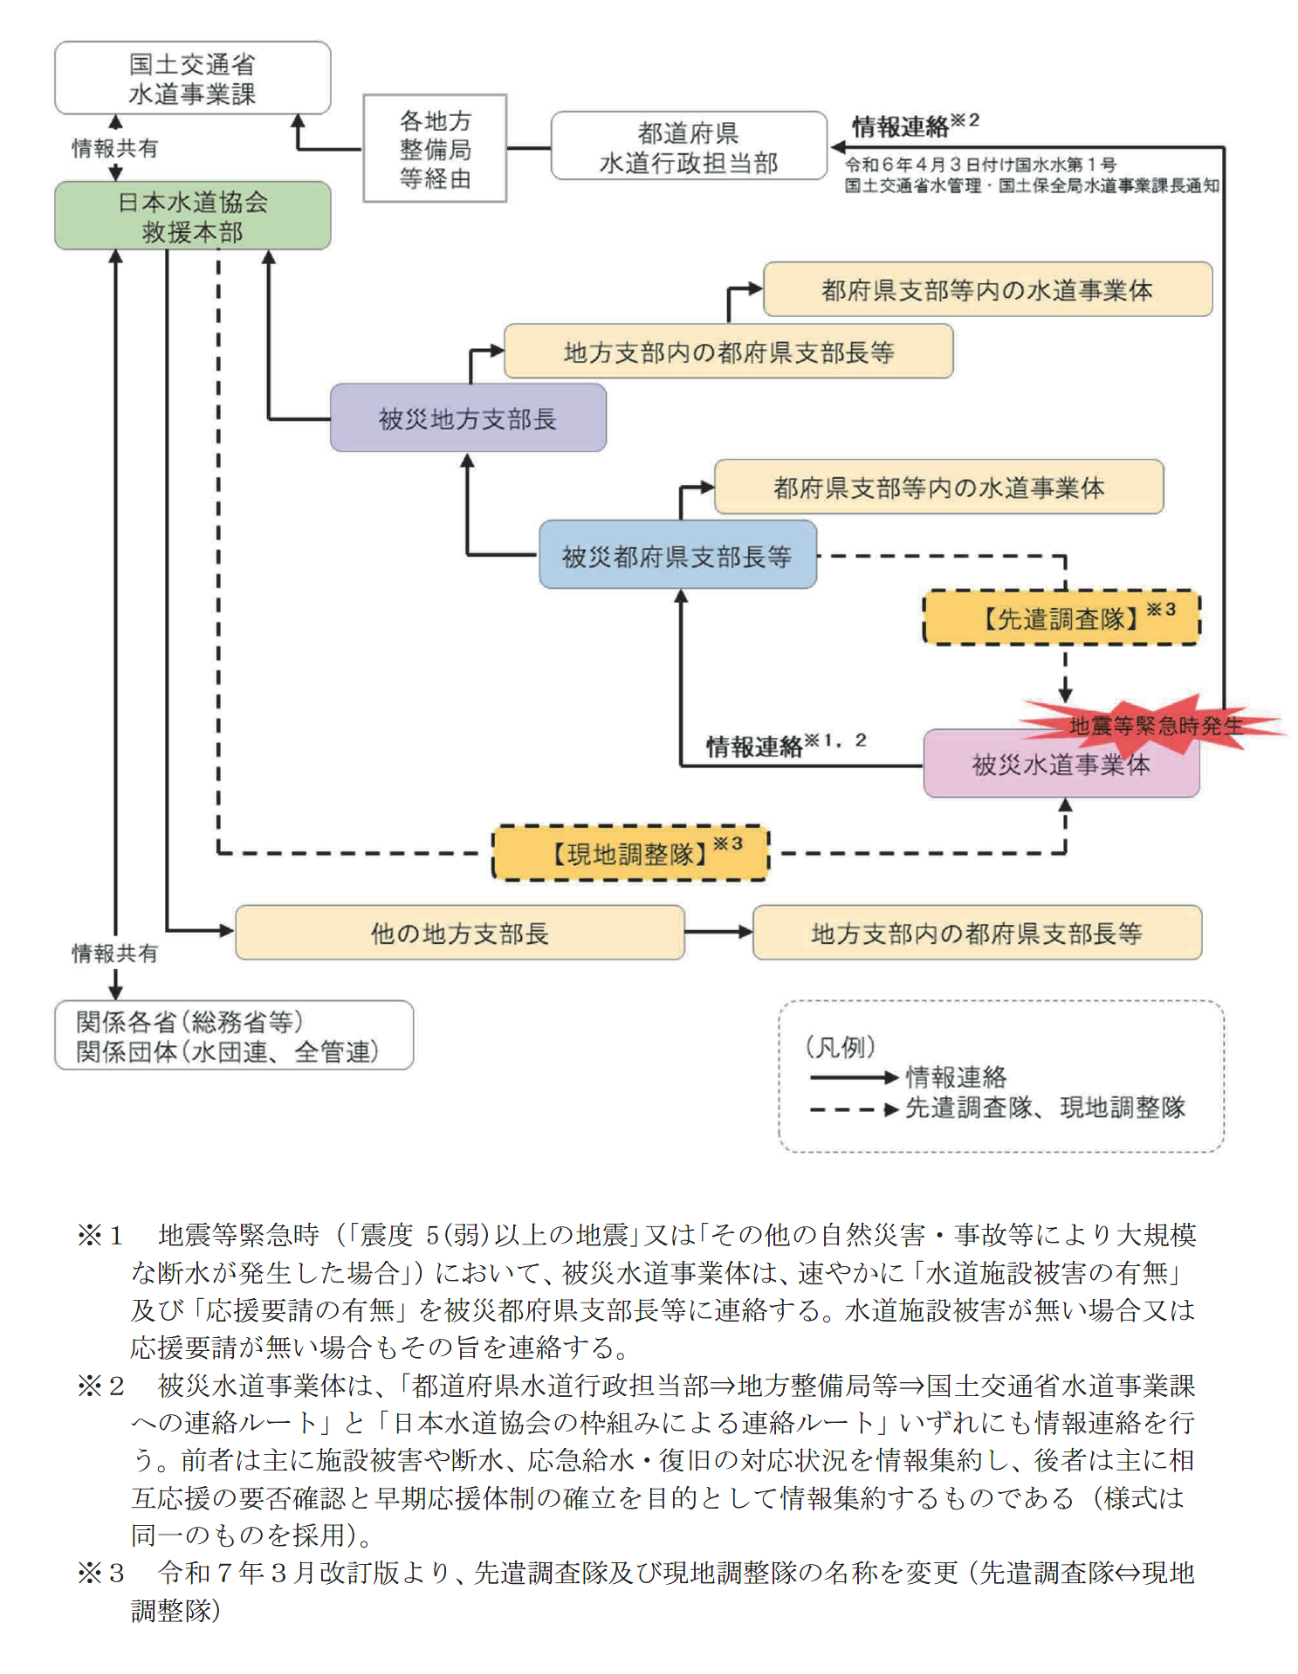 国土交通省
水道事業課
情報共有
各地方
整備局
等経由
都道府県
水道行政担当部
情報連絡※2
令和６年４月３日付け国水水第１号
国土交通省水管理・国土保全局水道事業課長通知
日本水道協会
救援本部
都府県支部等内の水道事業体
地方支部内の都府県支部長等
被災地方支部長
都府県支部等内の水道事業体
被災都府県支部長等
【先遣調査隊】※3
地震等緊急時発生
情報連絡※1，2
被災水道事業体
【現地調整隊】※3
他の地方支部長
地方支部内の都府県支部長等
情報共有
関係各省(総務省等)
関係団体(水団連、全管連)
(凡例)
情報連絡
先遣調査隊、現地調整隊
※１　地震等緊急時（「震度 5(弱)以上の地震」又は「その他の自然災害・事故等により大規模
な断水が発生した場合」）において、被災水道事業体は、速やかに「水道施設被害の有無」
及び「応援要請の有無」を被災都府県支部長等に連絡する。水道施設被害が無い場合又は
応援要請が無い場合もその旨を連絡する。
※２　被災水道事業体は、「都道府県水道行政担当部⇒地方整備局等⇒国土交通省水道事業課
への連絡ルート」と「日本水道協会の枠組みによる連絡ルート」いずれにも情報連絡を行
う。前者は主に施設被害や断水、応急給水・復旧の対応状況を情報集約し、後者は主に相
互応援の要否確認と早期応援体制の確立を目的として情報集約するものである（様式は
同一のものを採用）。
※３　令和７年３月改訂版より、先遣調査隊及び現地調整隊の名称を変更（先遣調査隊⇔現地
調整隊）